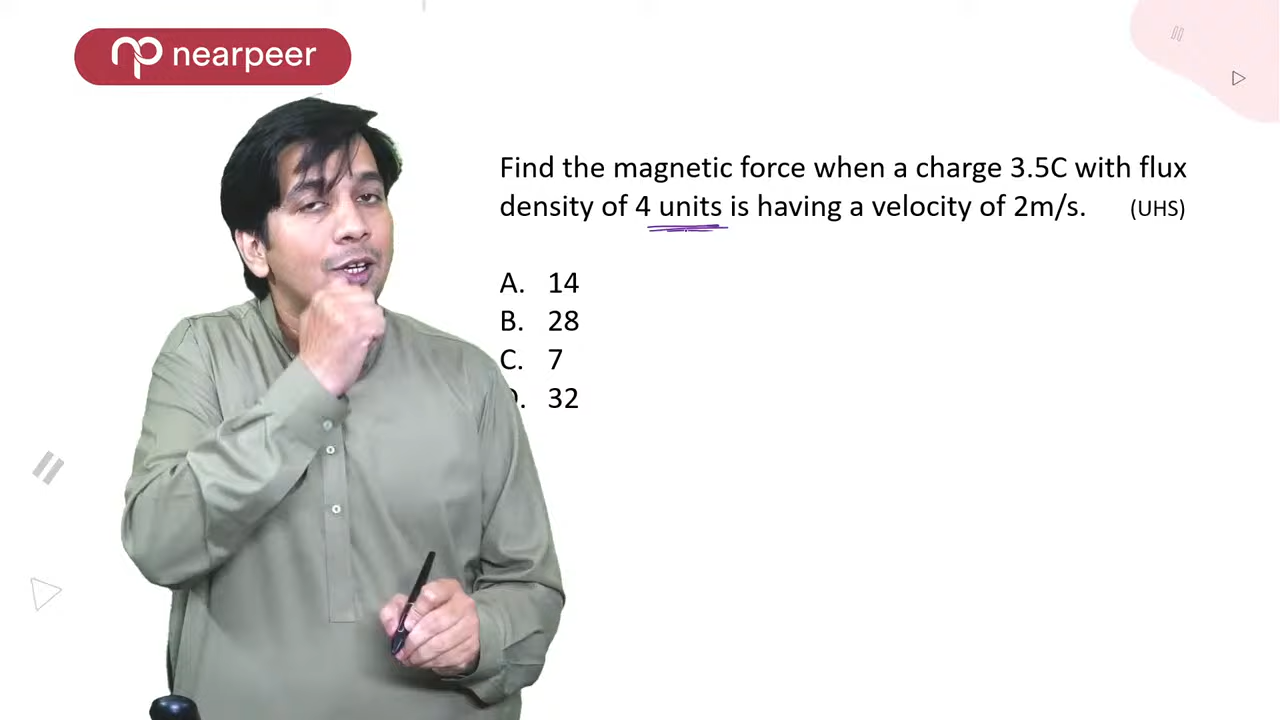 nearpeer
Find the magnetic force when a charge 3.5C with flux
density of 4 units is having a velocity of 2m/s. (UHS)
A. 14
B. 28
C. 7
D. 32